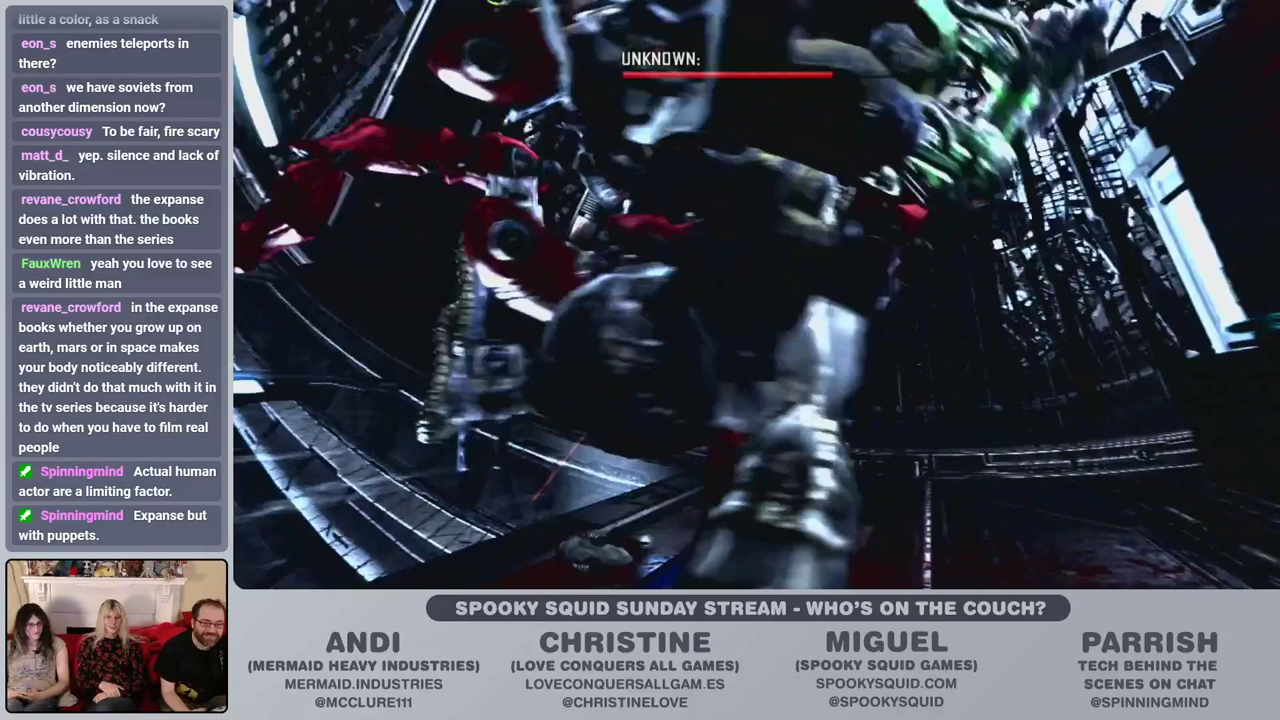 little a color, as a snack
eon_s enemies teleports in
there?
eon_s we have soviets from
another dimension now?
cousycousy To be fair, fire scary
matt_d_ yep. silence and lack of
vibration.
revane_crowford the expanse
does a lot with that. the books
even more than the series
FauxWren yeah you love to see
a weird little man
revane_crowford in the expanse
books whether you grow up on
earth, mars or in space makes
your body noticeably different.
they didn't do that much with it in
the tv series because it's harder
to do when you have to film real
people
Spinningmind Actual human
actor are a limiting factor.
Spinningmind Expanse but
with puppets.
UNKNOWN:
SPOOKY SQUID SUNDAY STREAM - WHO'S ON THE COUCH?
ANDI
(MERMAID HEAVY INDUSTRIES)
MERMAID.INDUSTRIES
@MCCLURE111
CHRISTINE
(LOVE CONQUERS ALL GAMES)
LOVECONQUERSALLGAM.ES
@CHRISTINELOVE
MIGUEL
(SPOOKY SQUID GAMES)
SPOOKYSQUID.COM
@SPOOKYSQUID
PARRISH
TECH BEHIND THE
SCENES ON CHAT
@SPINNINGMIND